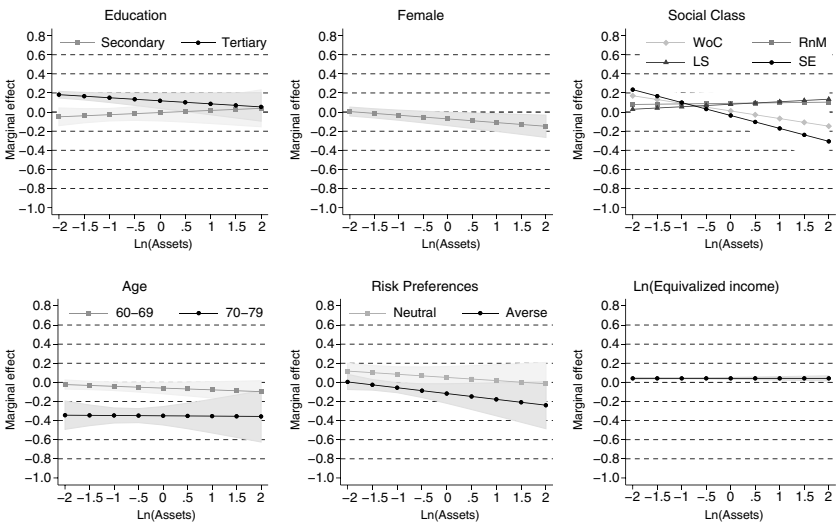 Education
Female
Social Class
0.8
0.6
0.4
0.2
0.0
−0.2
−0.4
−0.6
−0.8
−1.0
Marginal effect
Secondary Tertiary
−2 −1.5 −1 −.5 0 .5 1 1.5 2
Ln(Assets)
0.8
0.6
0.4
0.2
0.0
−0.2
−0.4
−0.6
−0.8
−1.0
Marginal effect
−2 −1.5 −1 −.5 0 .5 1 1.5 2
Ln(Assets)
0.8
0.6
0.4
0.2
0.0
−0.2
−0.4
−0.6
−0.8
−1.0
Marginal effect
WoC RnM
LS SE
−2 −1.5 −1 −.5 0 .5 1 1.5 2
Ln(Assets)
Age
Risk Preferences
Ln(Equivalized income)
0.8
0.6
0.4
0.2
0.0
−0.2
−0.4
−0.6
−0.8
−1.0
Marginal effect
60−69 70−79
−2 −1.5 −1 −.5 0 .5 1 1.5 2
Ln(Assets)
0.8
0.6
0.4
0.2
0.0
−0.2
−0.4
−0.6
−0.8
−1.0
Marginal effect
Neutral Averse
−2 −1.5 −1 −.5 0 .5 1 1.5 2
Ln(Assets)
0.8
0.6
0.4
0.2
0.0
−0.2
−0.4
−0.6
−0.8
−1.0
Marginal effect
−2 −1.5 −1 −.5 0 .5 1 1.5 2
Ln(Assets)